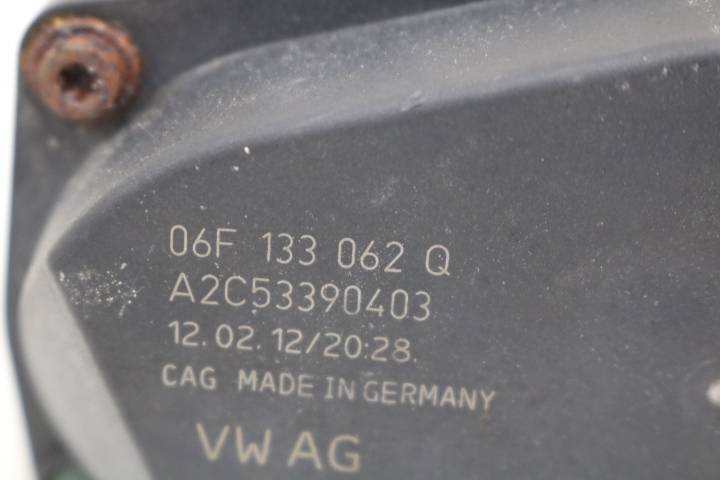 06F 133 062 Q
A2C53390403
12.02.12/20:28.
CAG MADE IN GERMANY
VW AG